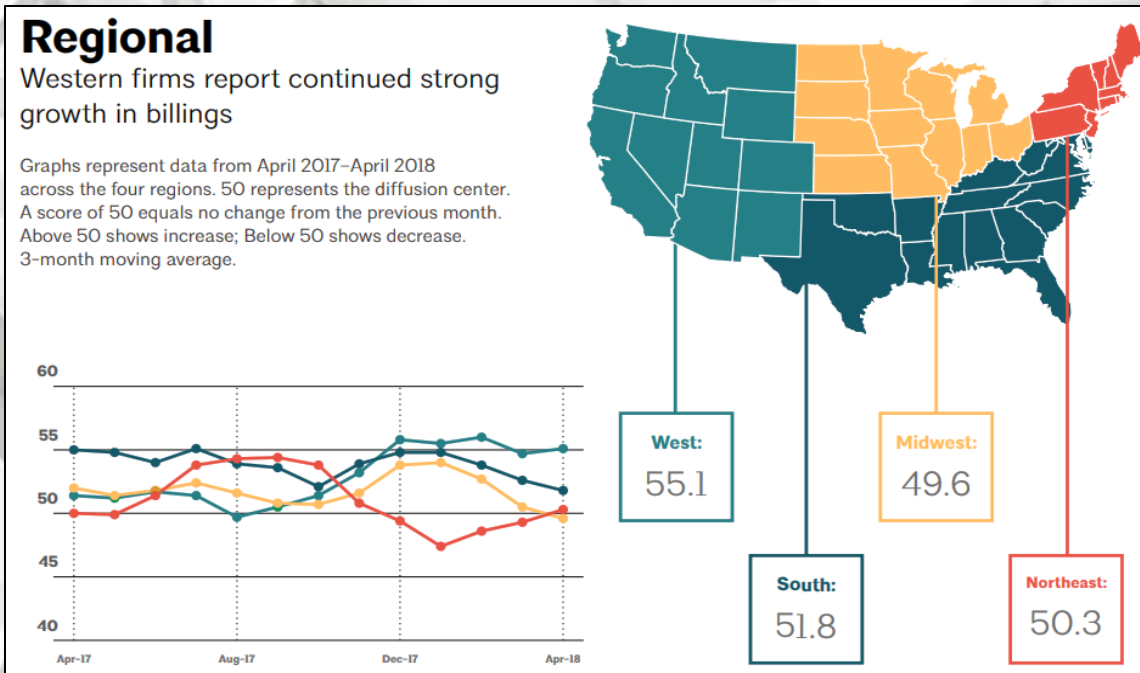 Regional
Western firms report continued strong
growth in billings
Graphs represent data from April 2017–April 2018
across the four regions. 50 represents the diffusion center.
A score of 50 equals no change from the previous month.
Above 50 shows increase; Below 50 shows decrease.
3-month moving average.
60
55
50
45
40
Apr-17
Aug-17
Dec-17
Apr-18
West:
55.1
Midwest:
49.6
South:
51.8
Northeast:
50.3